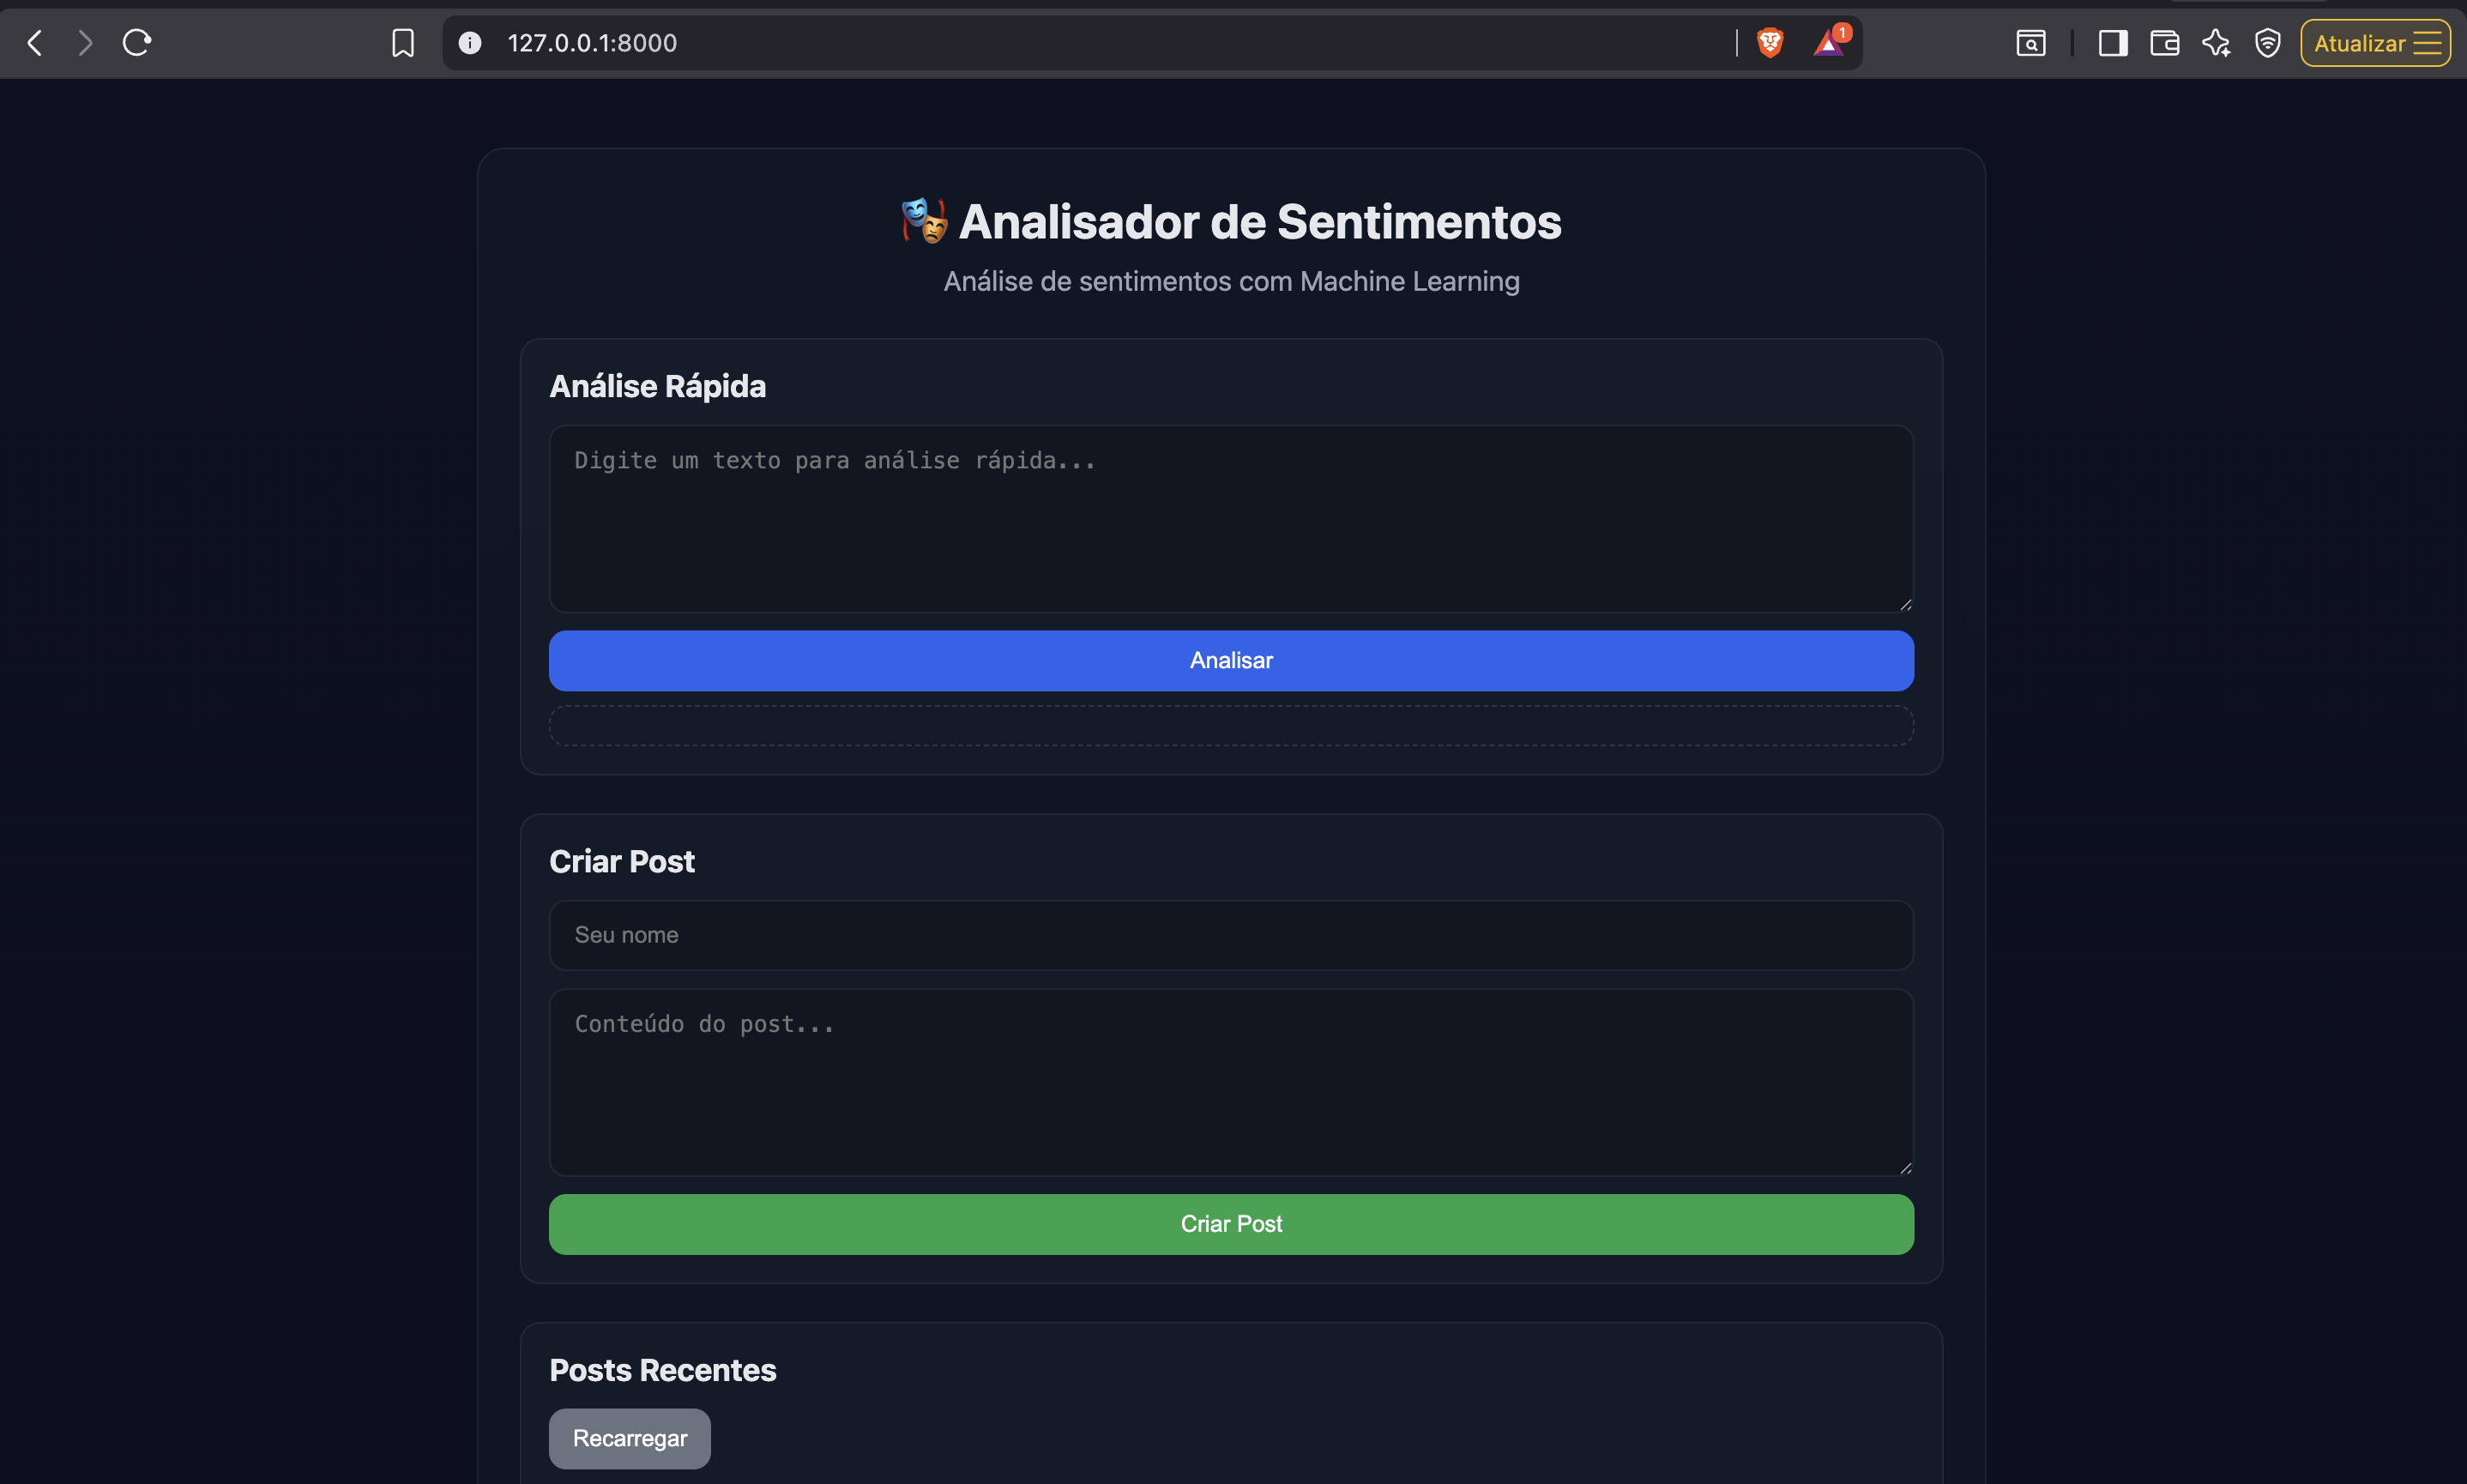 127.0.0.1:8000
1
Atualizar
Analisador de Sentimentos
Análise de sentimentos com Machine Learning
Análise Rápida
Digite um texto para análise rápida...
Analisar
Criar Post
Seu nome
Conteúdo do post...
Criar Post
Posts Recentes
Recarregar